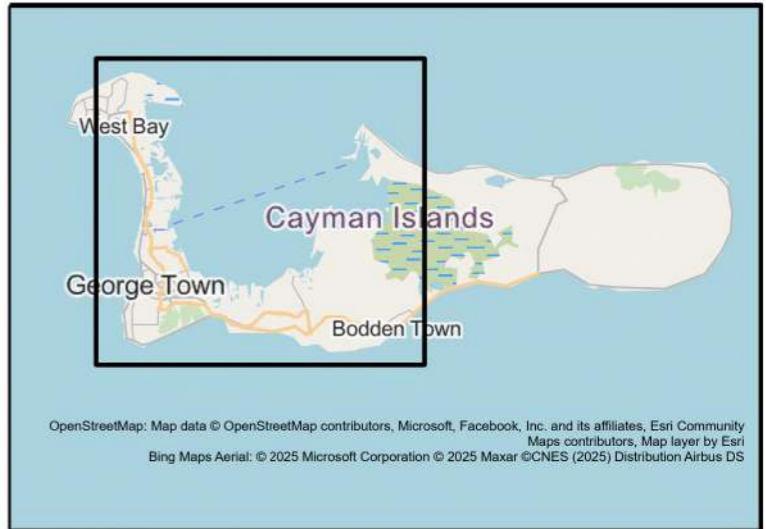 West Bay
Cayman Islands
George Town
Bodden Town
OpenStreetMap: Map data © OpenStreetMap contributors, Microsoft, Facebook, Inc. and its affiliates, Esri Community
Maps contributors, Map layer by Esri
Bing Maps Aerial: © 2025 Microsoft Corporation © 2025 Maxar ©CNES (2025) Distribution Airbus DS